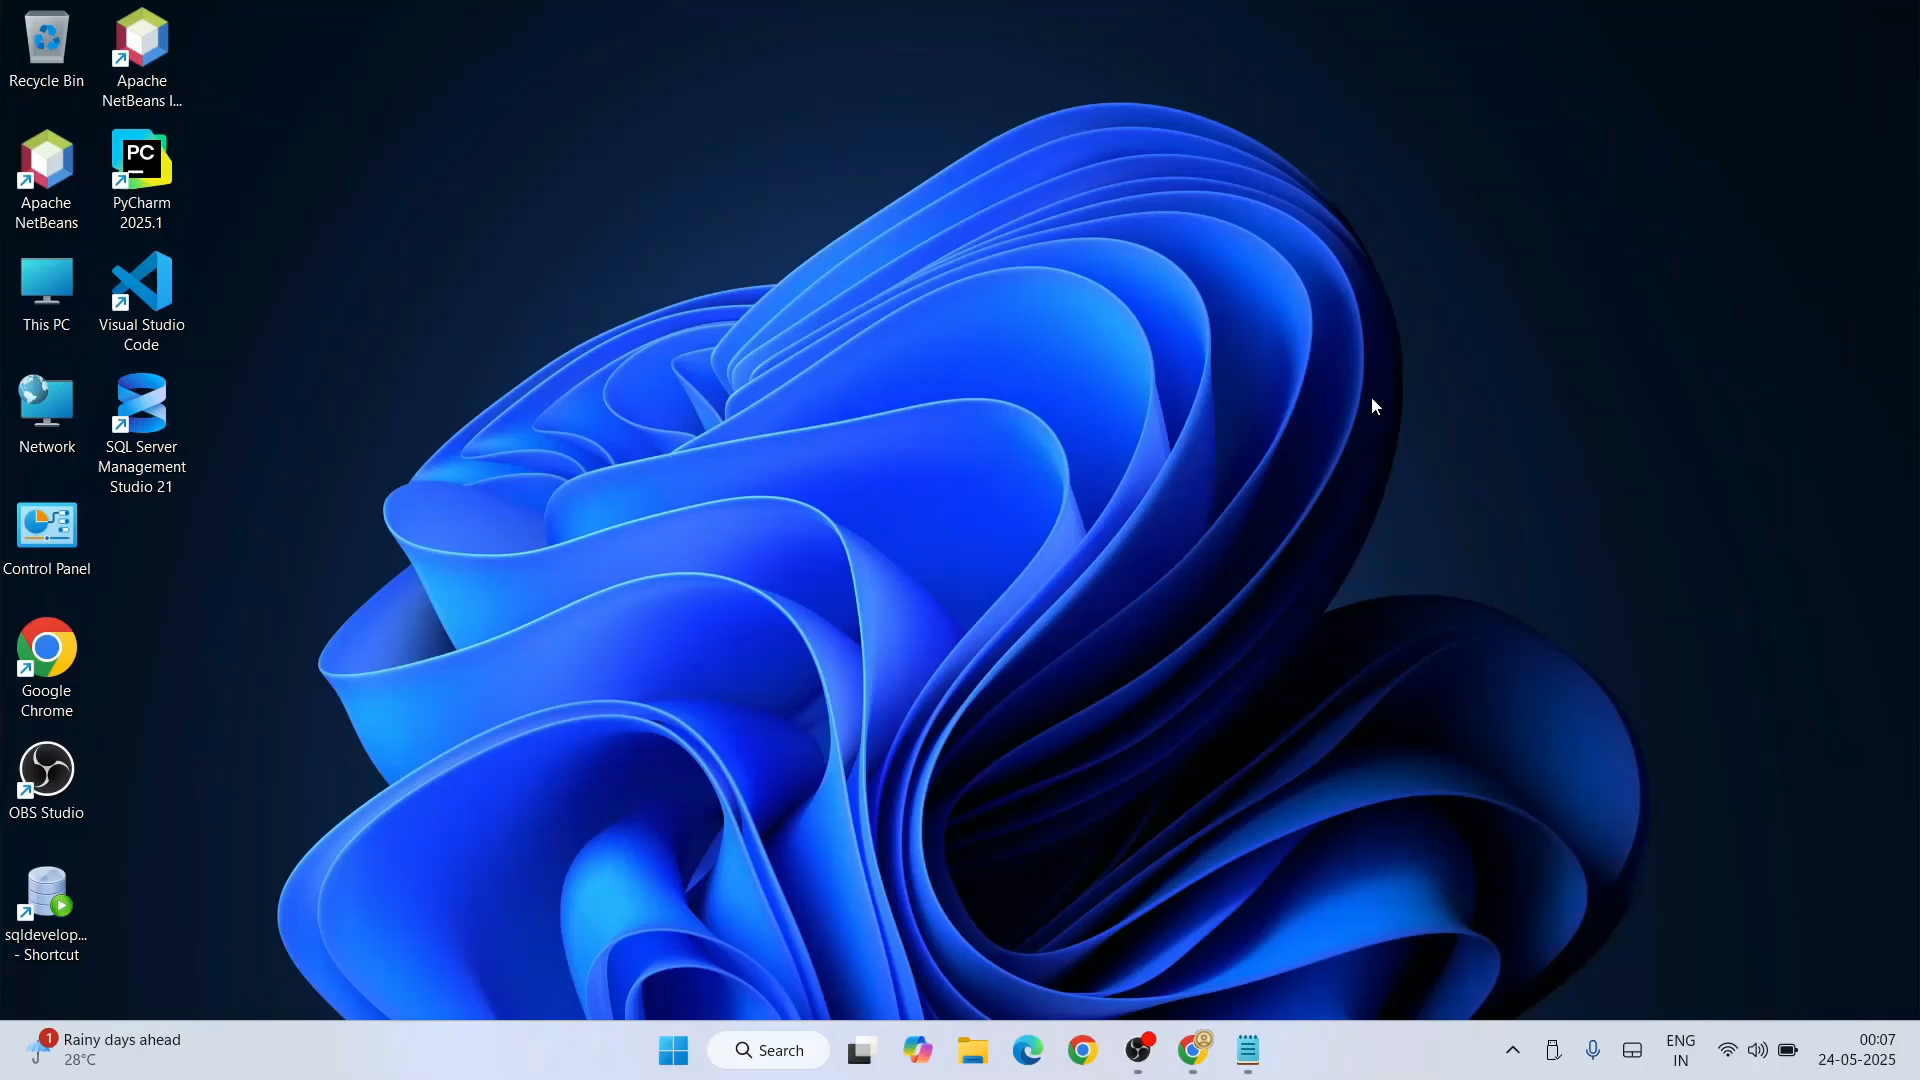 Recycle Bin
Apache
NetBeans I...
Apache
NetBeans
PC
PyCharm
2025.1
This PC
Visual Studio
Code
Network
SQL Server
Management
Studio 21
Control Panel
Google
Chrome
OBS Studio
sqldevelop...
- Shortcut
1
Rainy days ahead
28°C
Search
ENG
IN
00:07
24-05-2025